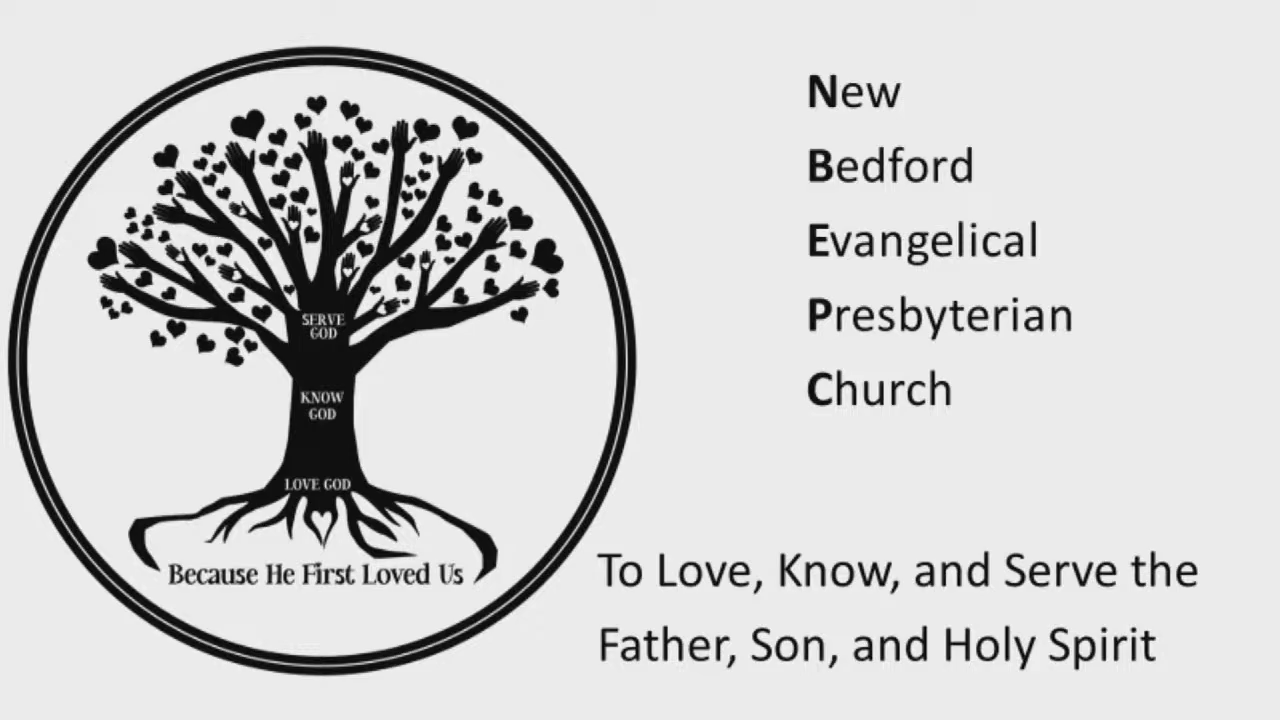 SERVE
GOD
KNOW
GOD
LOVE GOD
Because He First Loved Us
New
Bedford
Evangelical
Presbyterian
Church
To Love, Know, and Serve the
Father, Son, and Holy Spirit